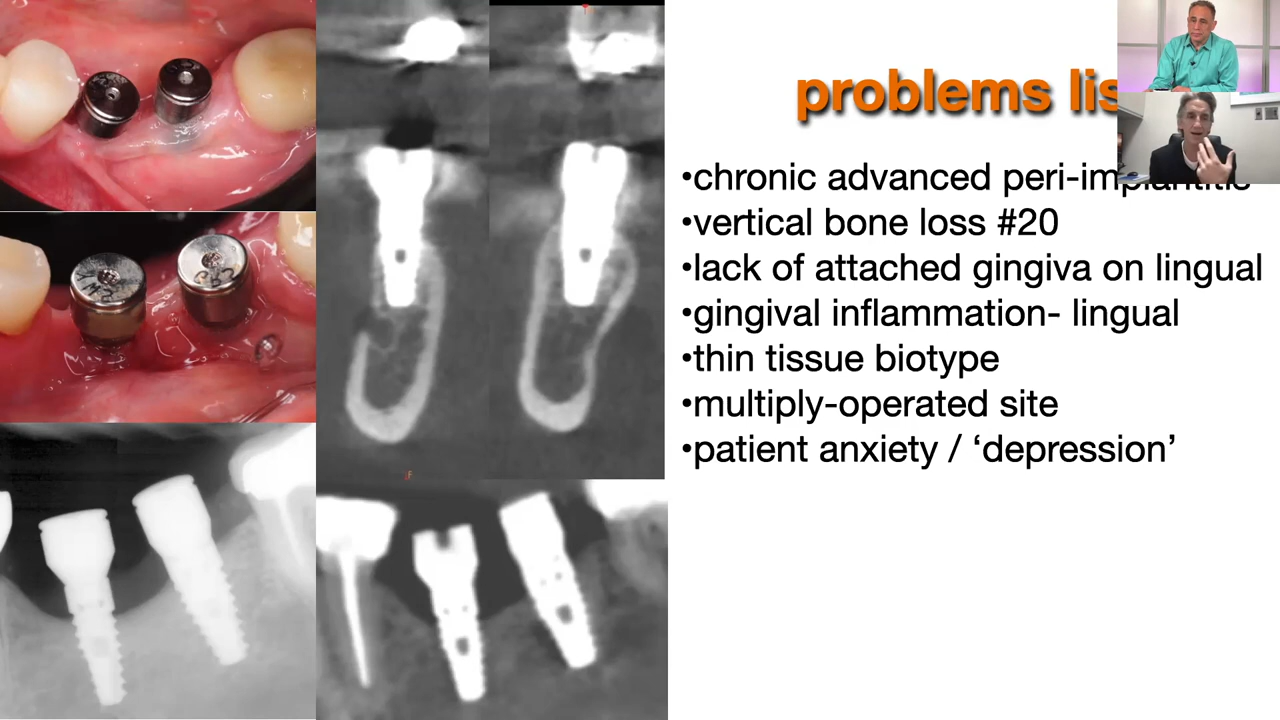 problems lis
•chronic advanced peri-implantitis
•vertical bone loss #20
•lack of attached gingiva on lingual
•gingival inflammation- lingual
•thin tissue biotype
•multiply-operated site
•patient anxiety / ‘depression’